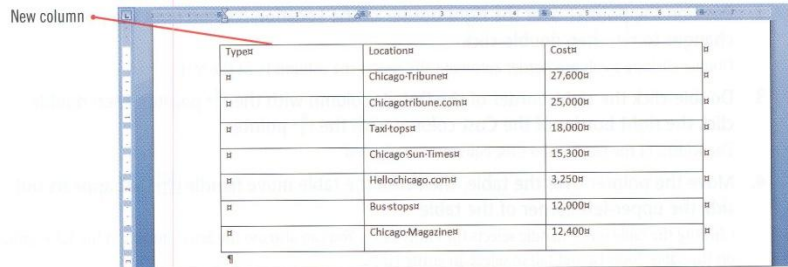 New column
Type¤ Location¤ Cost¤ ¤
¤ Chicago·Tribune¤ 27,600¤ ¤
¤ Chicagotribune.com¤ 25,000¤ ¤
¤ Taxi·tops¤ 18,000¤ ¤
¤ Chicago·Sun·Times¤ 15,300¤ ¤
¤ Hellochicago.com¤ 3,250¤ ¤
¤ Bus·stops¤ 12,000¤ ¤
¤ Chicago·Magazine¤ 12,400¤ ¤
¶